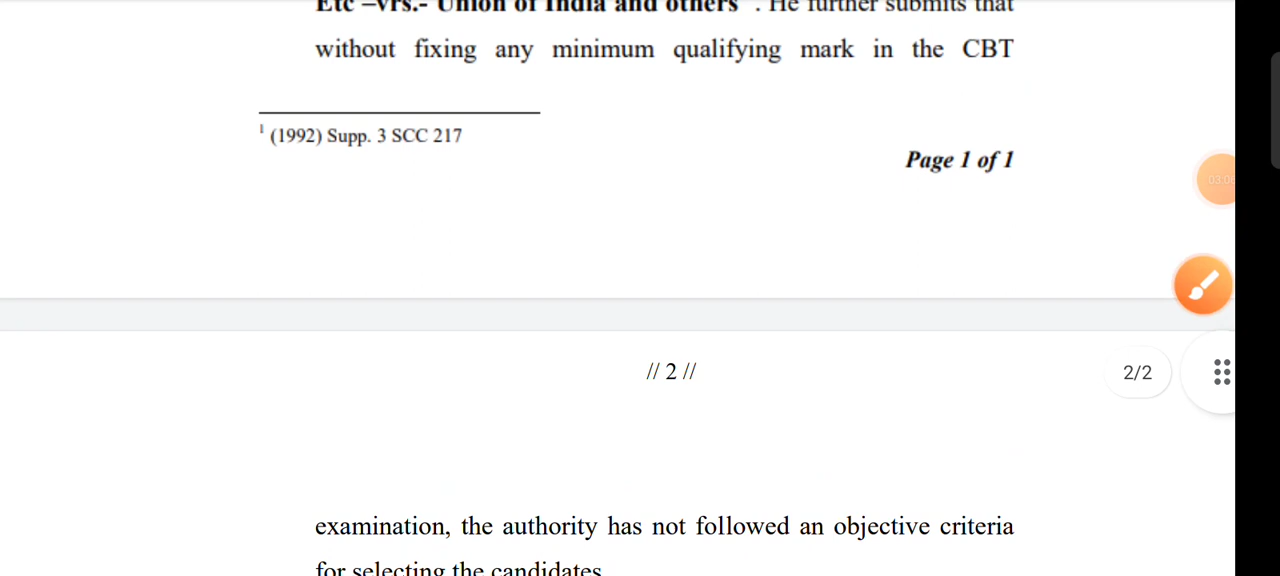 Etc –vrs.- Union of India and others¹. He further submits that
without fixing any minimum qualifying mark in the CBT
¹ (1992) Supp. 3 SCC 217
Page 1 of 1
03:06
// 2 //
2/2
examination, the authority has not followed an objective criteria
for selecting the candidates.